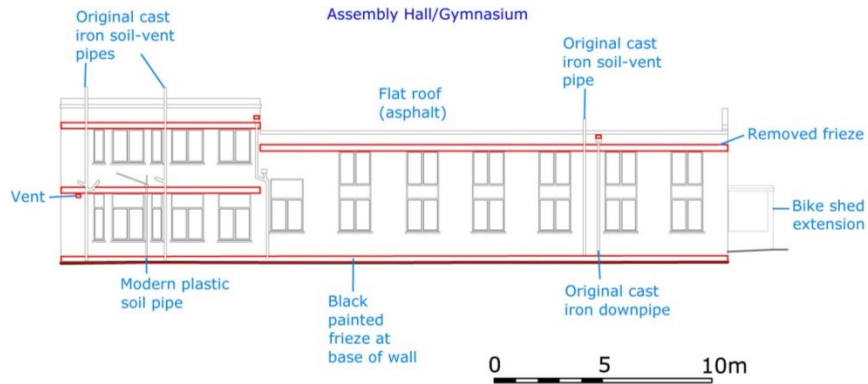 Assembly Hall/Gymnasium
Original cast
iron soil-vent
pipes
Original cast
iron soil-vent
pipe
Flat roof
(asphalt)
Removed frieze
Vent
Bike shed
extension
Modern plastic
soil pipe
Black
painted
frieze at
base of wall
Original cast
iron downpipe
0 5 10m